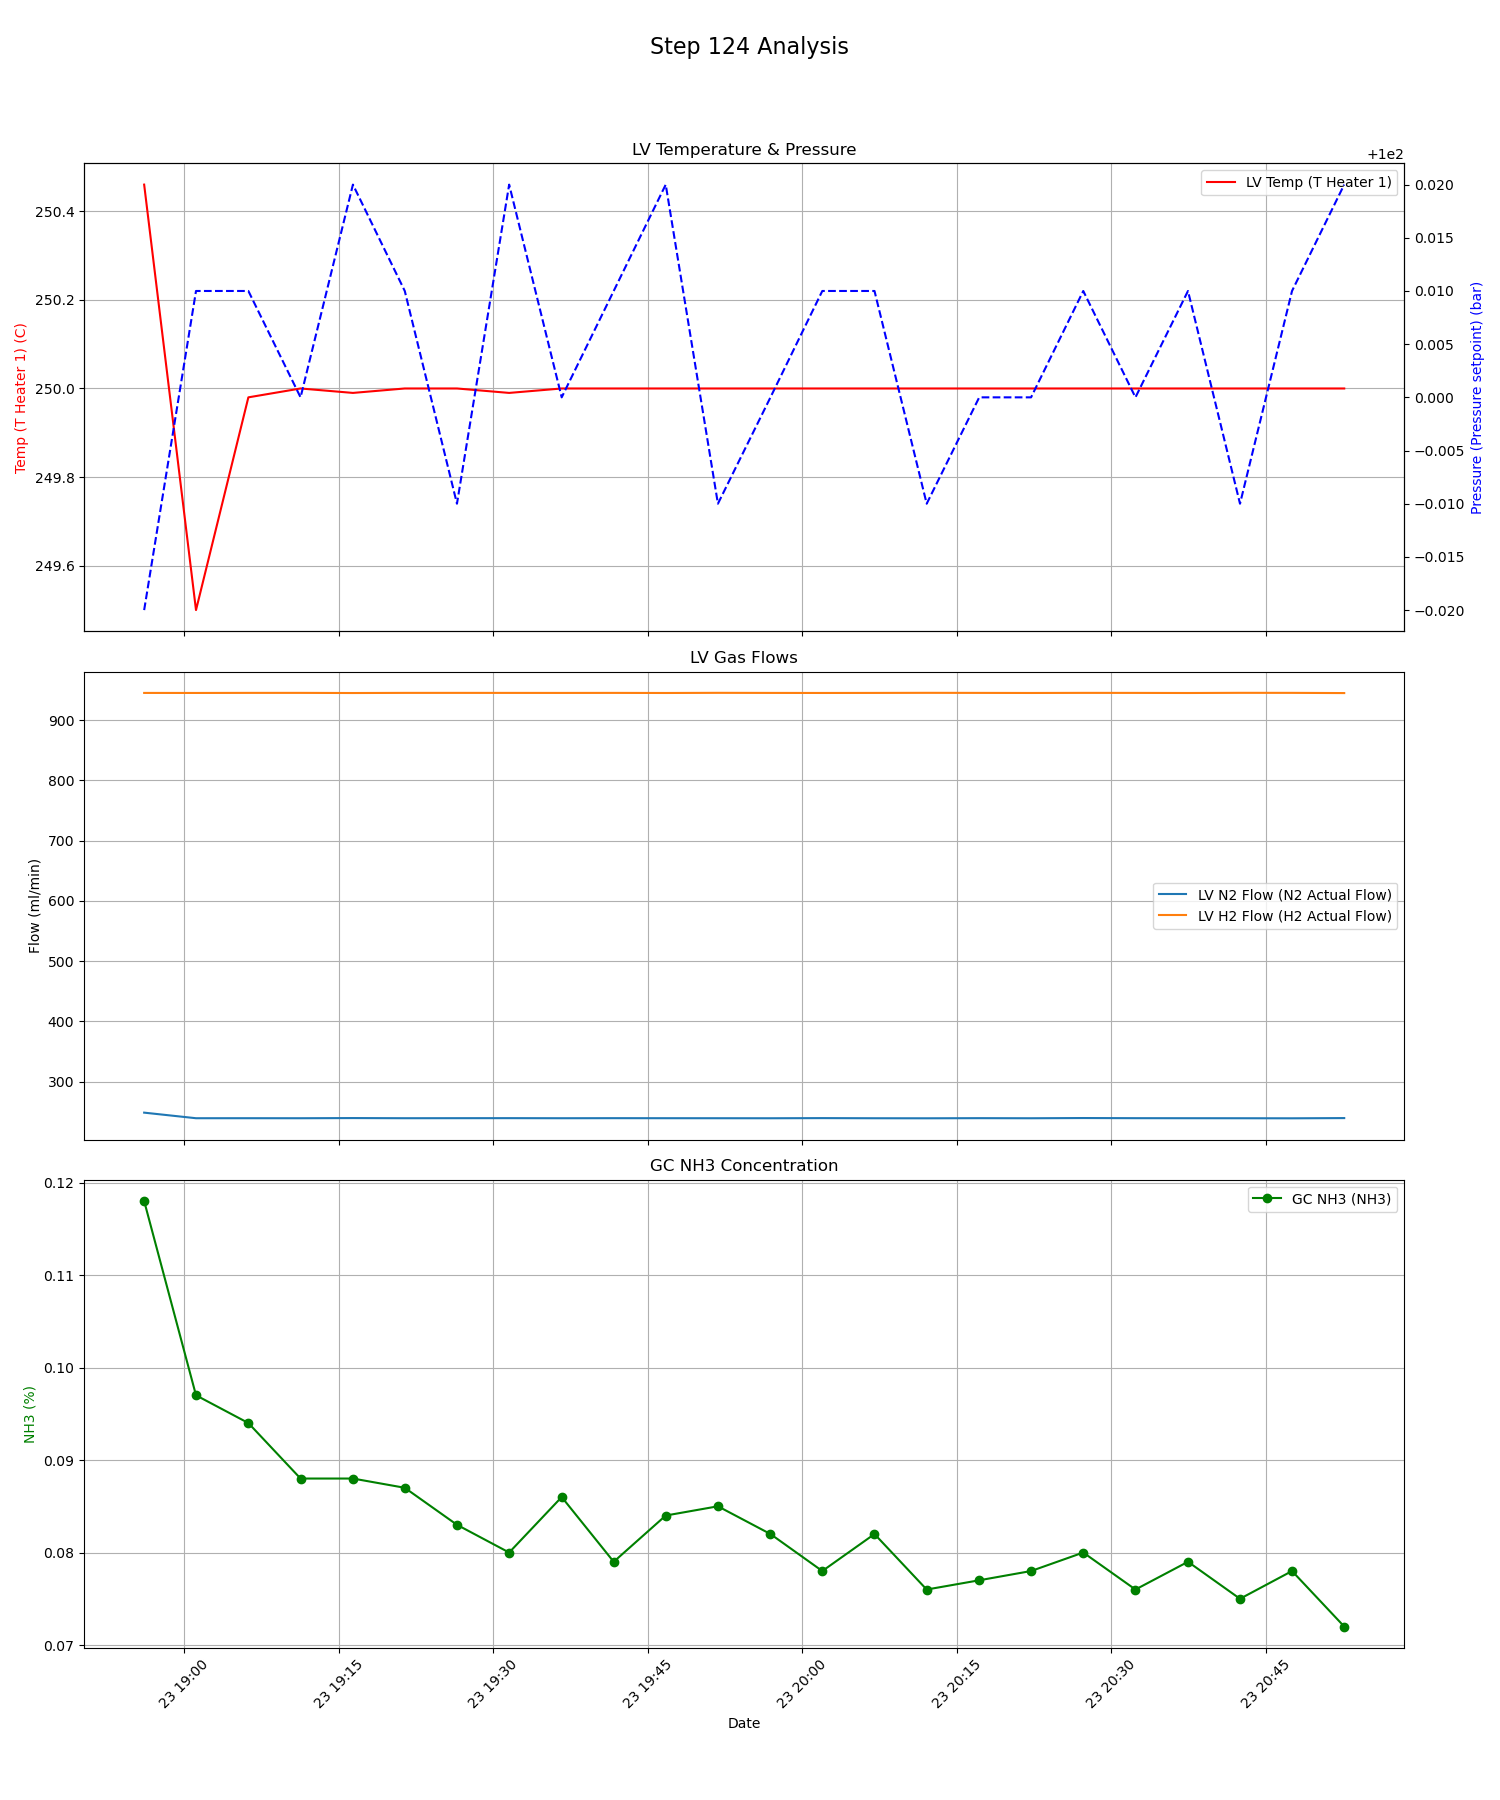 Step 124 Analysis
LV Temperature & Pressure
+1e2
LV Temp (T Heater 1)
250.4
250.2
250.0
249.8
249.6
Temp (T Heater 1) (C)
0.020
0.015
0.010
0.005
0.000
−0.005
−0.010
−0.015
−0.020
Pressure (Pressure setpoint) (bar)
LV Gas Flows
900
800
700
600
500
400
300
Flow (ml/min)
LV N2 Flow (N2 Actual Flow)
LV H2 Flow (H2 Actual Flow)
GC NH3 Concentration
GC NH3 (NH3)
0.12
0.11
0.10
0.09
0.08
0.07
NH3 (%)
23 19:00
23 19:15
23 19:30
23 19:45
23 20:00
23 20:15
23 20:30
23 20:45
Date